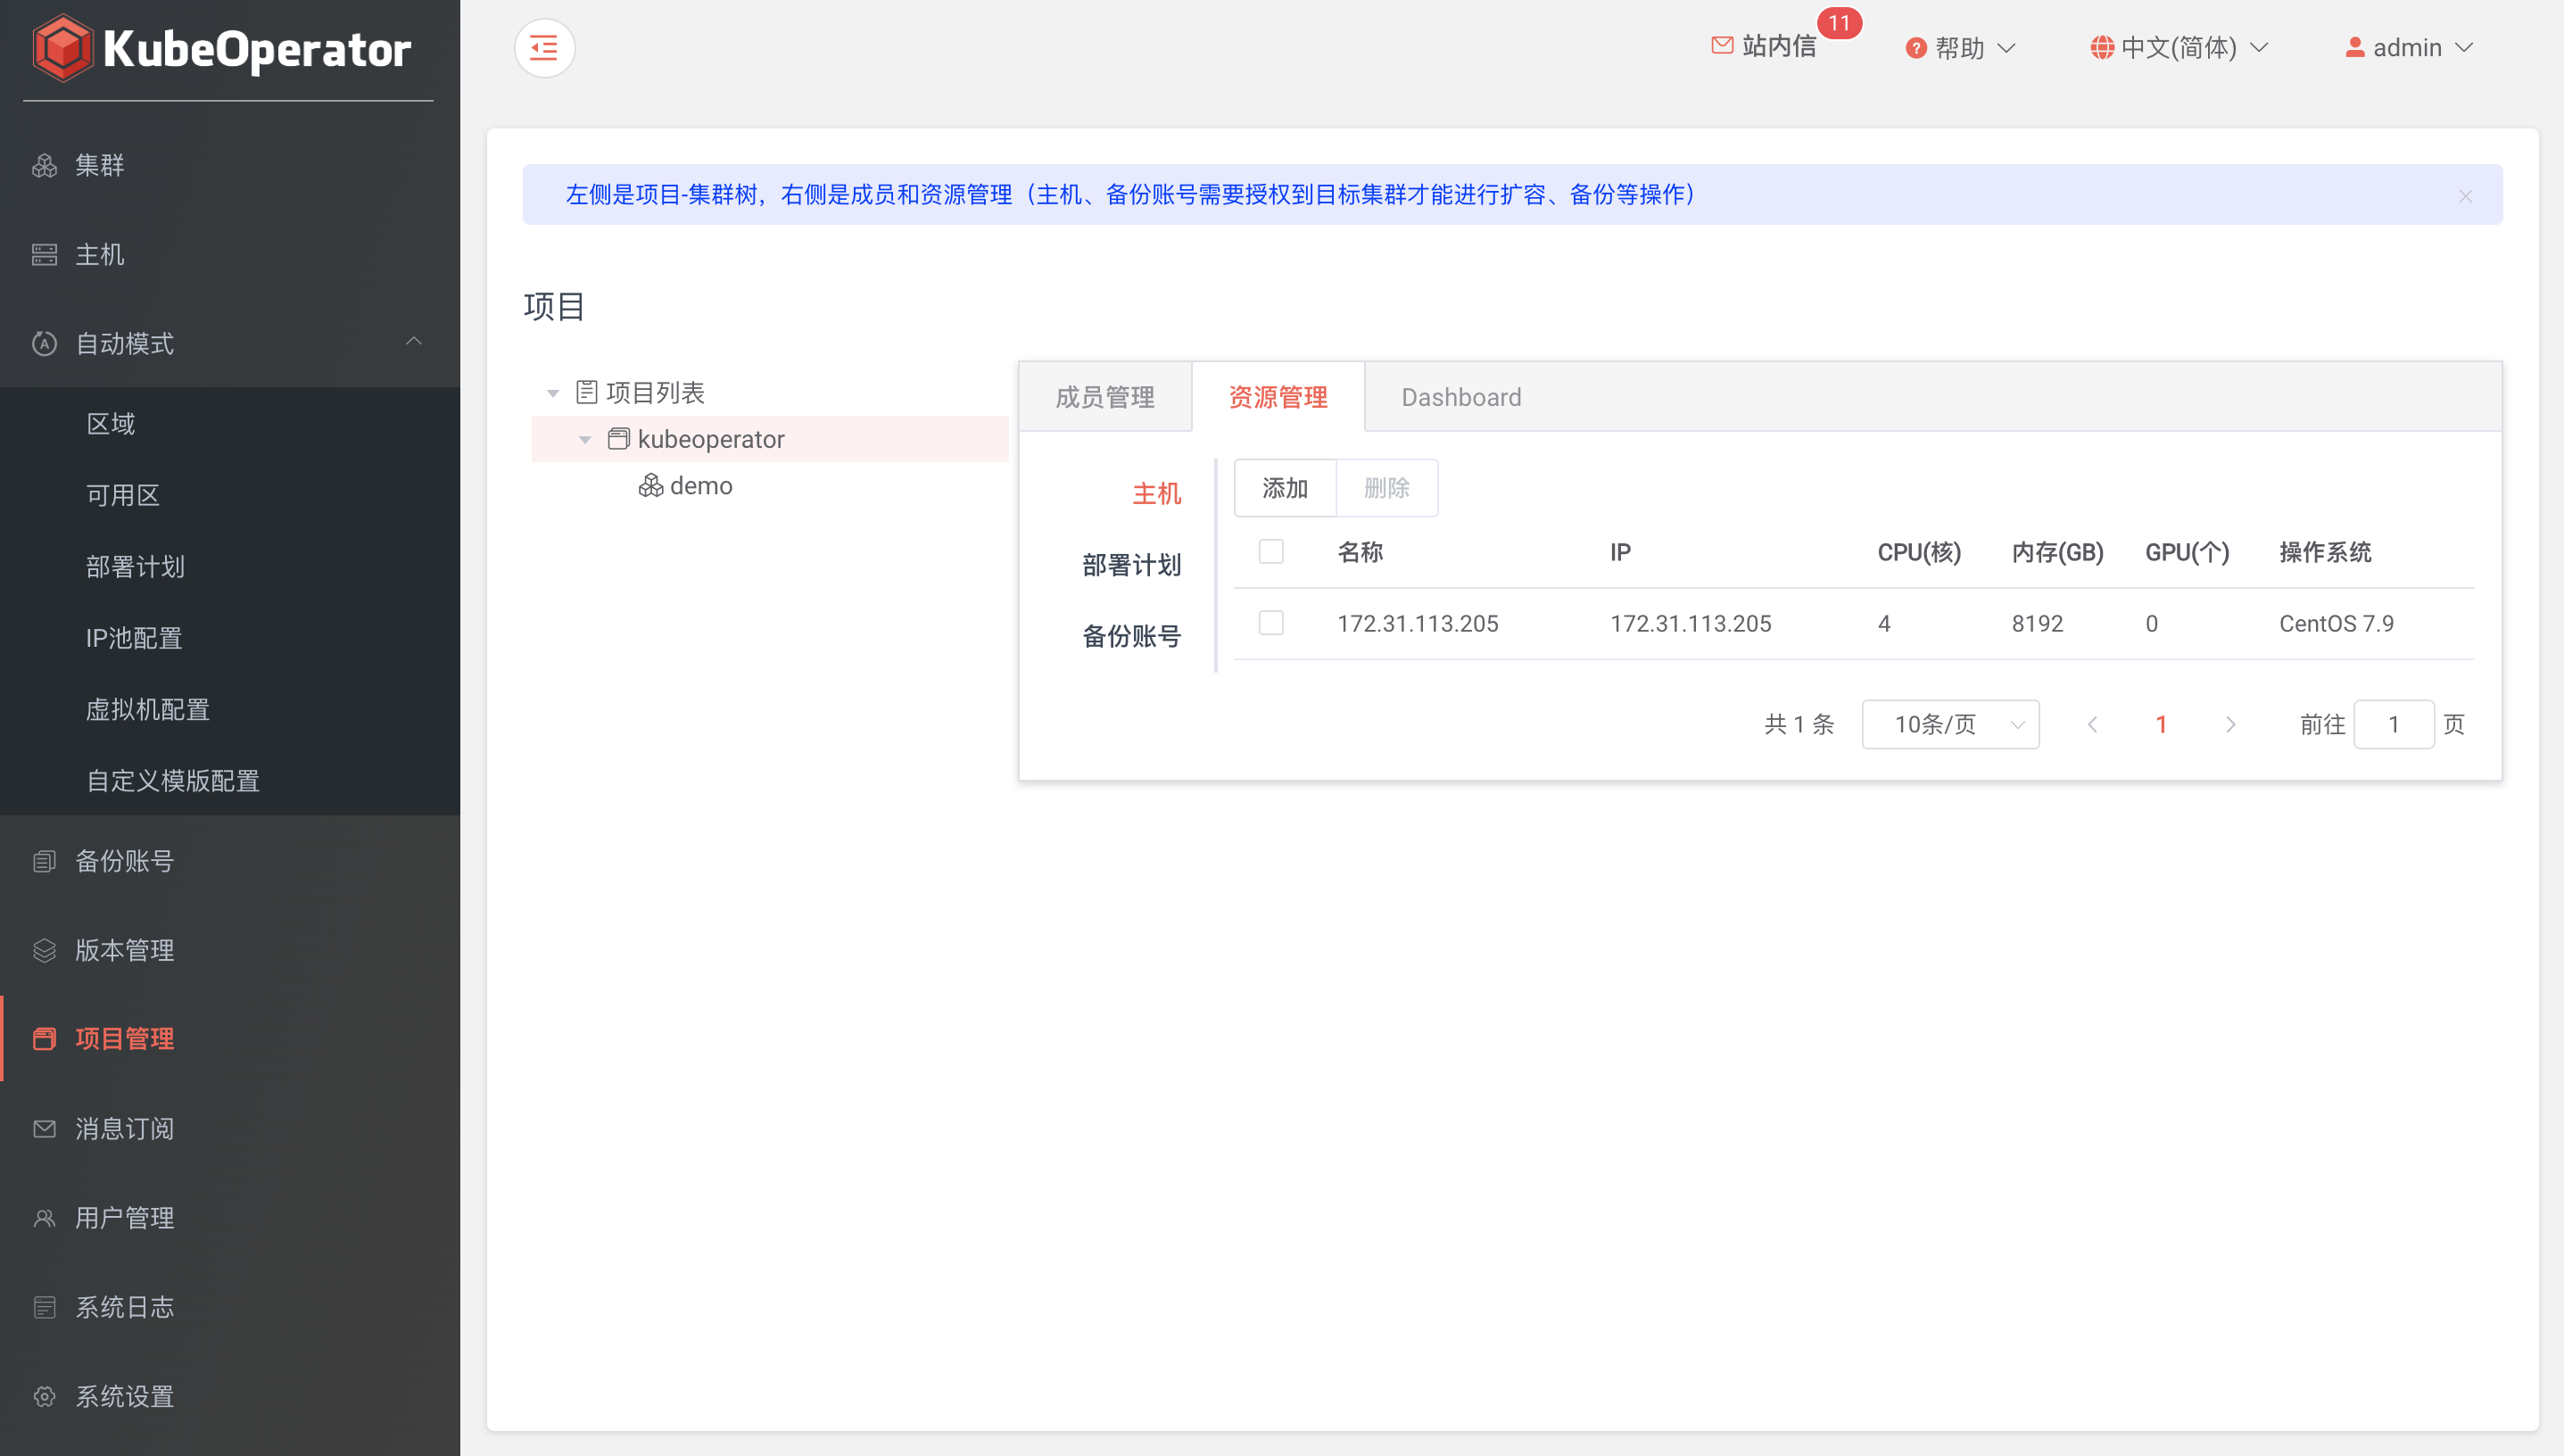 KubeOperator
站内信 11
帮助
中文(简体)
admin
集群
主机
自动模式
区域
可用区
部署计划
IP池配置
虚拟机配置
自定义模版配置
备份账号
版本管理
项目管理
消息订阅
用户管理
系统日志
系统设置
左侧是项目-集群树，右侧是成员和资源管理（主机、备份账号需要授权到目标集群才能进行扩容、备份等操作）
项目
项目列表
kubeoperator
demo
成员管理 资源管理 Dashboard
主机
部署计划
备份账号
添加 删除
名称 IP CPU(核) 内存(GB) GPU(个) 操作系统
172.31.113.205 172.31.113.205 4 8192 0 CentOS 7.9
共 1 条 10条/页 1 前往 1 页